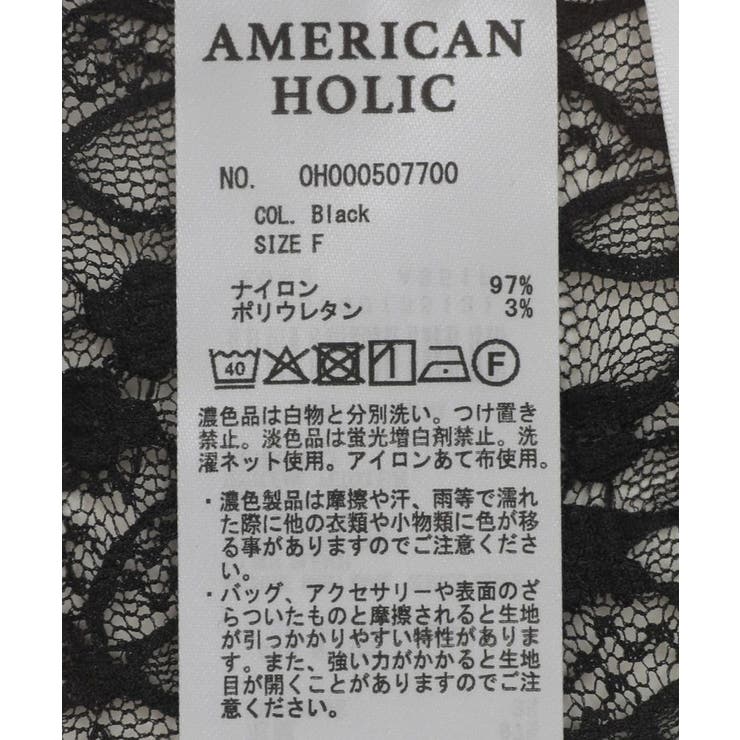 AMERICAN
HOLIC
NO. OH000507700
COL. Black
SIZE F
ナイロン 97%
ポリウレタン 3%
40 F
濃色品は白物と分別洗い。つけ置き
禁止。淡色品は蛍光増白剤禁止。洗
濯ネット使用。アイロンあて布使用。
・濃色製品は摩擦や汗、雨等で濡れ
た際に他の衣類や小物類に色が移
る事がありますのでご注意くださ
い。
・バッグ、アクセサリーや表面のざ
らついたものと摩擦されると生地
が引っかかりやすい特性がありま
す。また、強い力がかかると生地
目が開くことがありますのでご注
意ください。